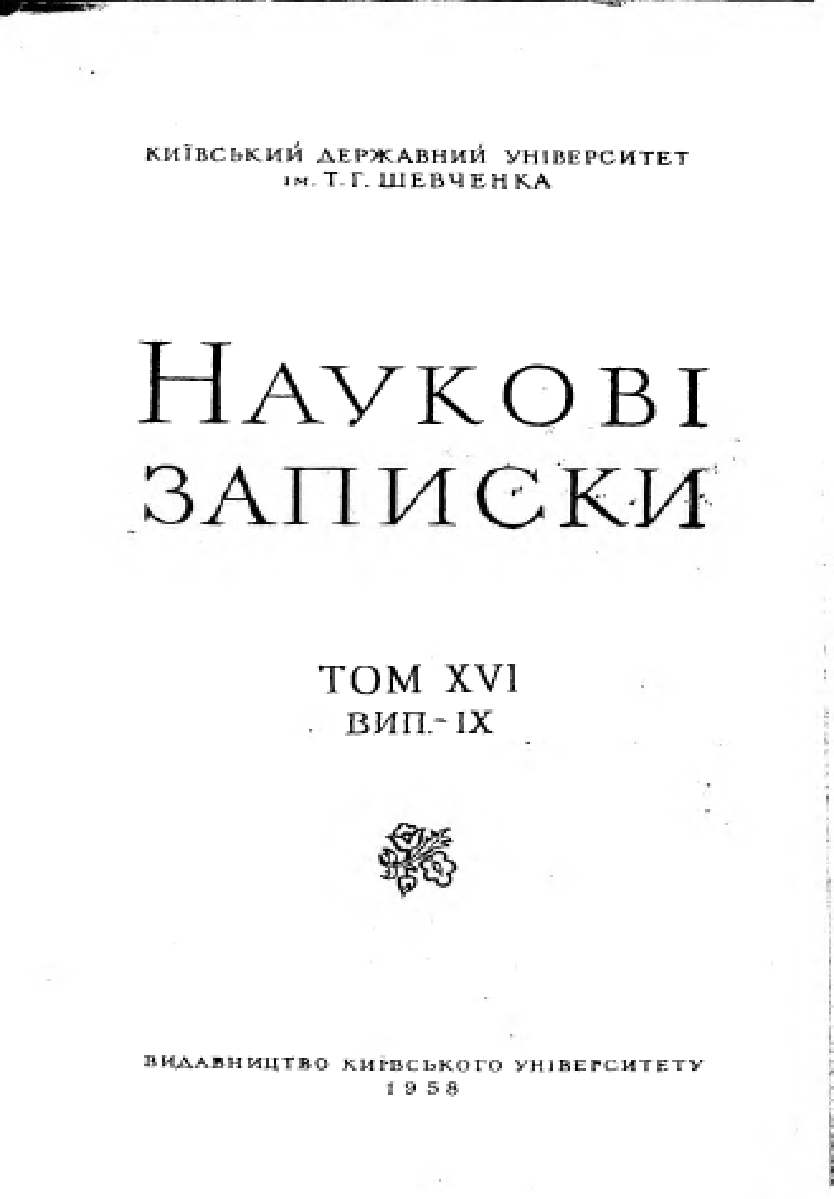 КИЇВСЬКИЙ ДЕРЖАВНИЙ УНІВЕРСИТЕТ
ім. Т. Г. ШЕВЧЕНКА
НАУКОВІ
ЗАПИСКИ
ТОМ XVI
ВИП. IX
ВИДАВНИЦТВО КИЇВСЬКОГО УНІВЕРСИТЕТУ
1958